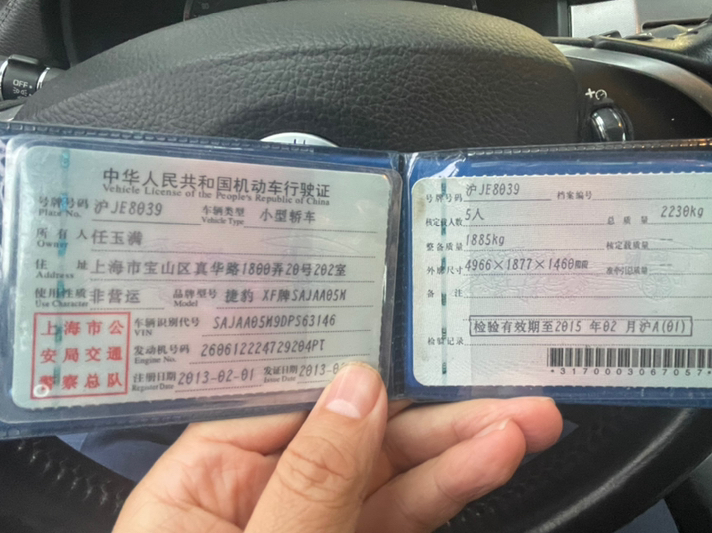 OFF
中华人民共和国机动车行驶证
Vehicle License of the People's Republic of China
号牌号码 沪JE8039 车辆类型 小型轿车
Plate No. Vehicle Type
所有人 任玉满
Owner
住 址 上海市宝山区真华路1800弄20号202室
Address
使用性质 非营运 品牌型号 捷豹 XF牌SAJAA05M
Use Character Model
上海市公
安局交通
警察总队
车辆识别代号 SAJAA05M9DPS63146
VIN
发动机号码 260612224729204PT
Engine No.
注册日期 2013-02-01 发证日期 2013-0
Register Date Issue Date
号牌号码 沪JE8039 档案编号
核定载人数 5人 总 质 量 2230kg
整备质量 1885kg 核定载质量 --
外廓尺寸 4966×1877×1460 准牵引总质量 --
备 注
检验有效期至2015 年02 月沪A(01)
检验记录
*3170003067057*